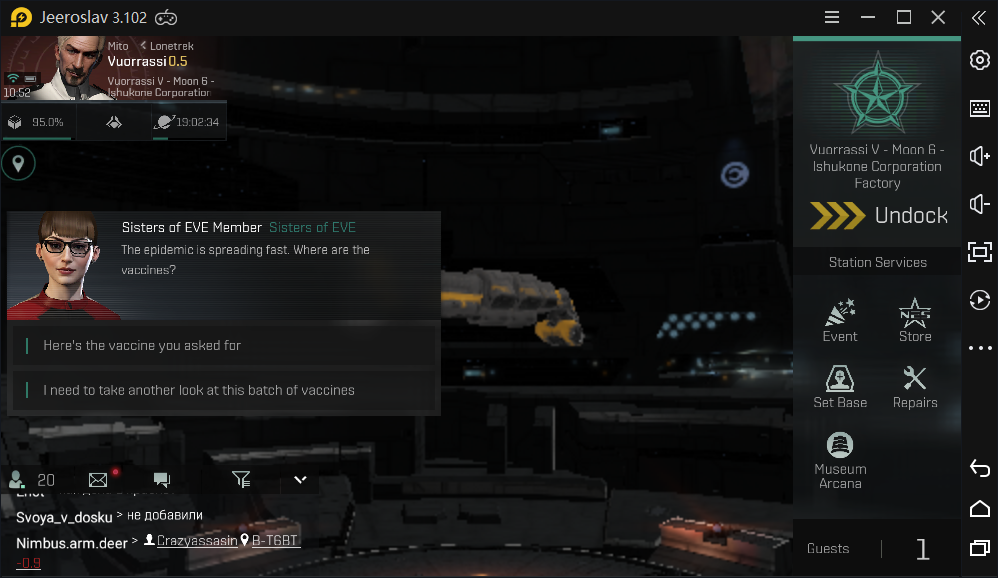 Jeeroslav 3.102
Mito < Lonetrek
Vuorrassi 0.5
Vuorrassi V - Moon 6 -
Ishukone Corporation
10:52
95.0%
19:02:34
Sisters of EVE Member Sisters of EVE
The epidemic is spreading fast. Where are the
vaccines?
Here's the vaccine you asked for
I need to take another look at this batch of vaccines
20
Svoya_v_dosku > не добавили
Nimbus.arm.deer > Crazyassasin B-T6BT
-0.9
Vuorrassi V - Moon 6 -
Ishukone Corporation
Factory
Undock
Station Services
Event
Store
Set Base
Repairs
Museum
Arcana
Guests
1